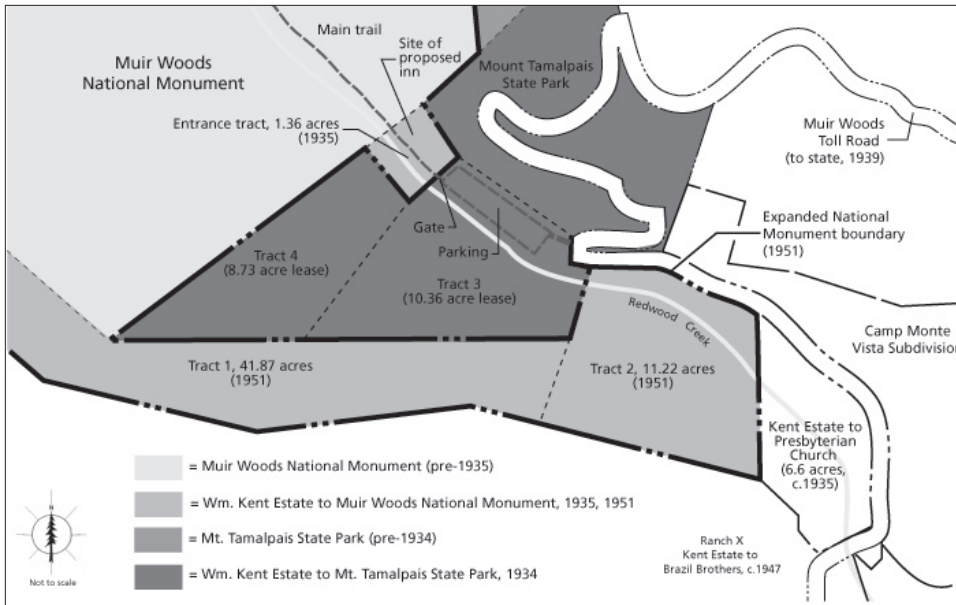 Main trail
Site of
proposed
inn
Muir Woods
National Monument
Mount Tamalpais
State Park
Entrance tract, 1.36 acres
(1935)
Muir Woods
Toll Road
(to state, 1939)
Gate
Parking
Expanded National
Monument boundary
(1951)
Tract 4
(8.73 acre lease)
Tract 3
(10.36 acre lease)
Redwood Creek
Camp Monte
Vista Subdivision
Tract 1, 41.87 acres
(1951)
Tract 2, 11.22 acres
(1951)
Kent Estate to
Presbyterian
Church
(6.6 acres,
c.1935)
= Muir Woods National Monument (pre-1935)
= Wm. Kent Estate to Muir Woods National Monument, 1935, 1951
= Mt. Tamalpais State Park (pre-1934)
= Wm. Kent Estate to Mt. Tamalpais State Park, 1934
N
Not to scale
Ranch X
Kent Estate to
Brazil Brothers, c.1947